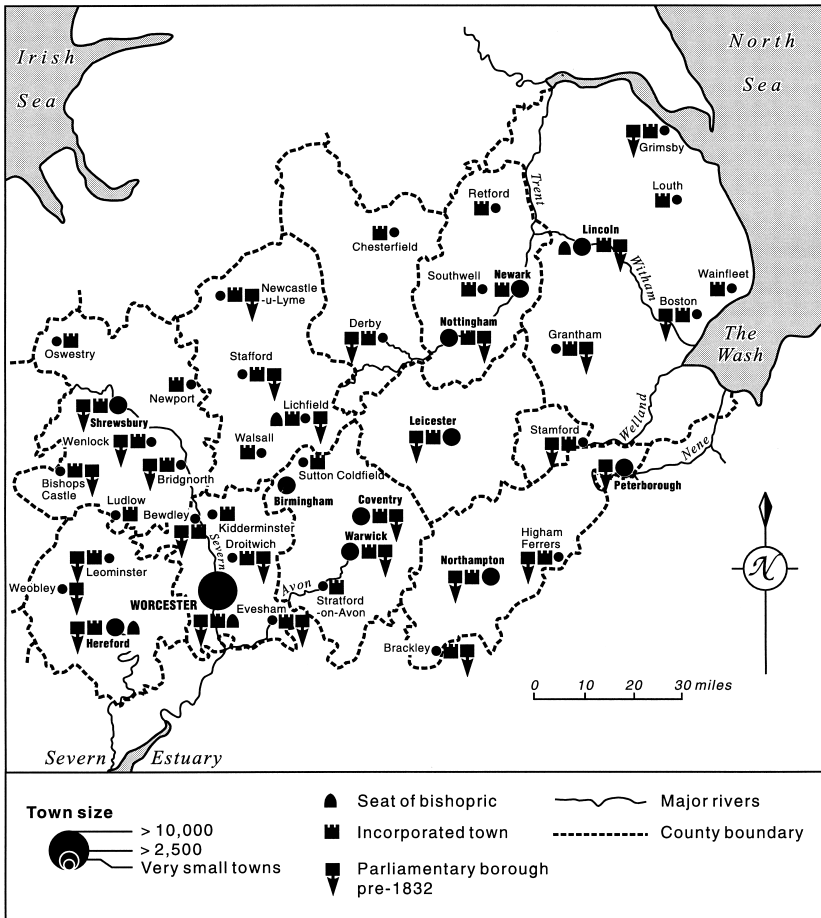 Irish
Sea
North
Sea
Grimsby
Retford
Louth
Trent
Chesterfield
Lincoln
Witham
Southwell
Newark
Wainfleet
Newcastle
-u-Lyme
Boston
Derby
Nottingham
Grantham
The
Wash
Oswestry
Stafford
Newport
Lichfield
Shrewsbury
Leicester
Welland
Wenlock
Walsall
Stamford
Nene
Bridgnorth
Sutton Coldfield
Bishops
Castle
Birmingham
Peterborough
Coventry
Ludlow
Bewdley
Kidderminster
Severn
Droitwich
Warwick
Higham
Ferrers
Northampton
Leominster
Weobley
Avon
Stratford
-on-Avon
WORCESTER
Evesham
Hereford
Brackley
N
0 10 20 30 miles
Severn Estuary
Town size
> 10,000
> 2,500
Very small towns
Seat of bishopric
Incorporated town
Parliamentary borough
pre-1832
Major rivers
County boundary